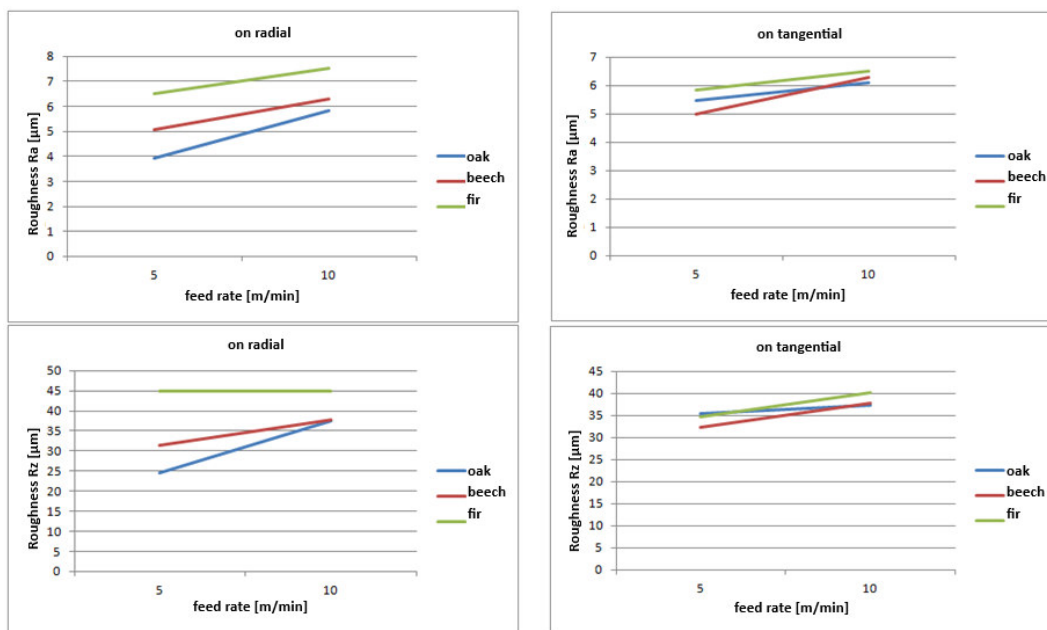 on radial
Roughness Ra [µm]
8
7
6
5
4
3
2
1
0
5
10
feed rate [m/min]
oak
beech
fir
on tangential
Roughness Ra [µm]
7
6
5
4
3
2
1
0
5
10
feed rate [m/min]
oak
beech
fir
on radial
Roughness Rz [µm]
50
45
40
35
30
25
20
15
10
5
0
5
10
feed rate [m/min]
oak
beech
fir
on tangential
Roughness Rz [µm]
45
40
35
30
25
20
15
10
5
0
5
10
feed rate [m/min]
oak
beech
fir